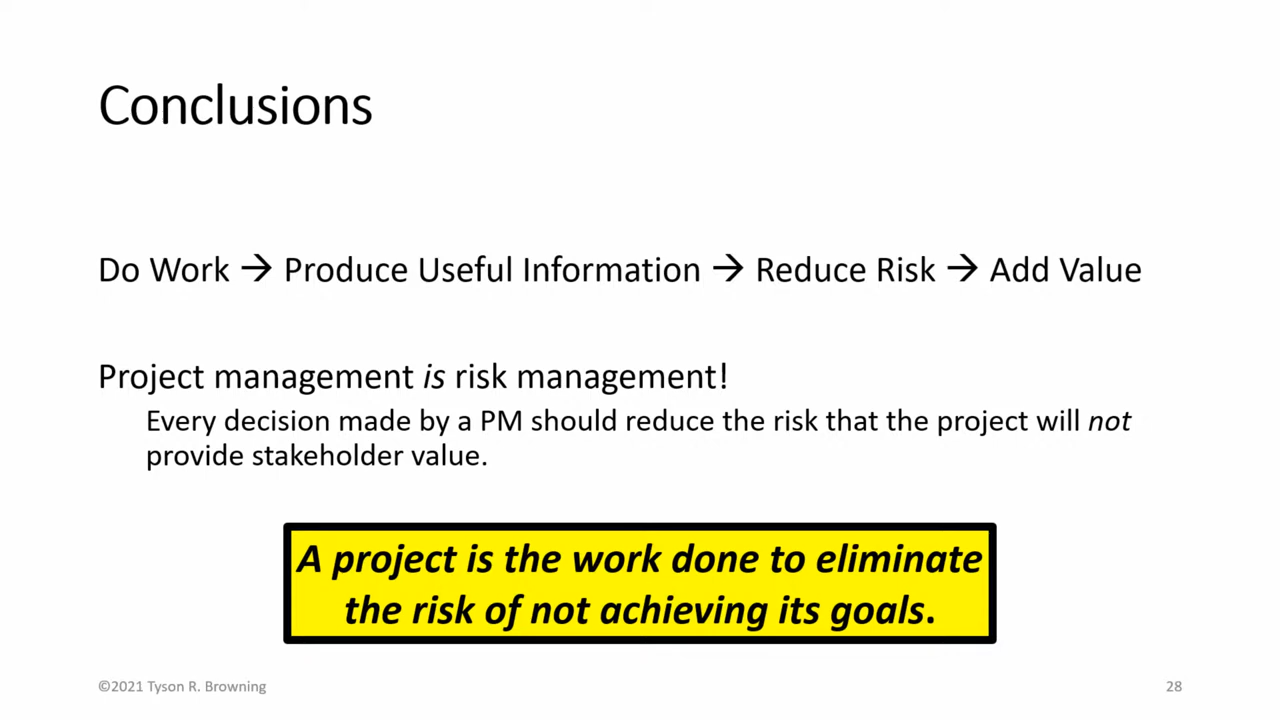 Conclusions
Do Work → Produce Useful Information → Reduce Risk → Add Value
Project management is risk management!
Every decision made by a PM should reduce the risk that the project will not
provide stakeholder value.
A project is the work done to eliminate
the risk of not achieving its goals.
©2021 Tyson R. Browning
28